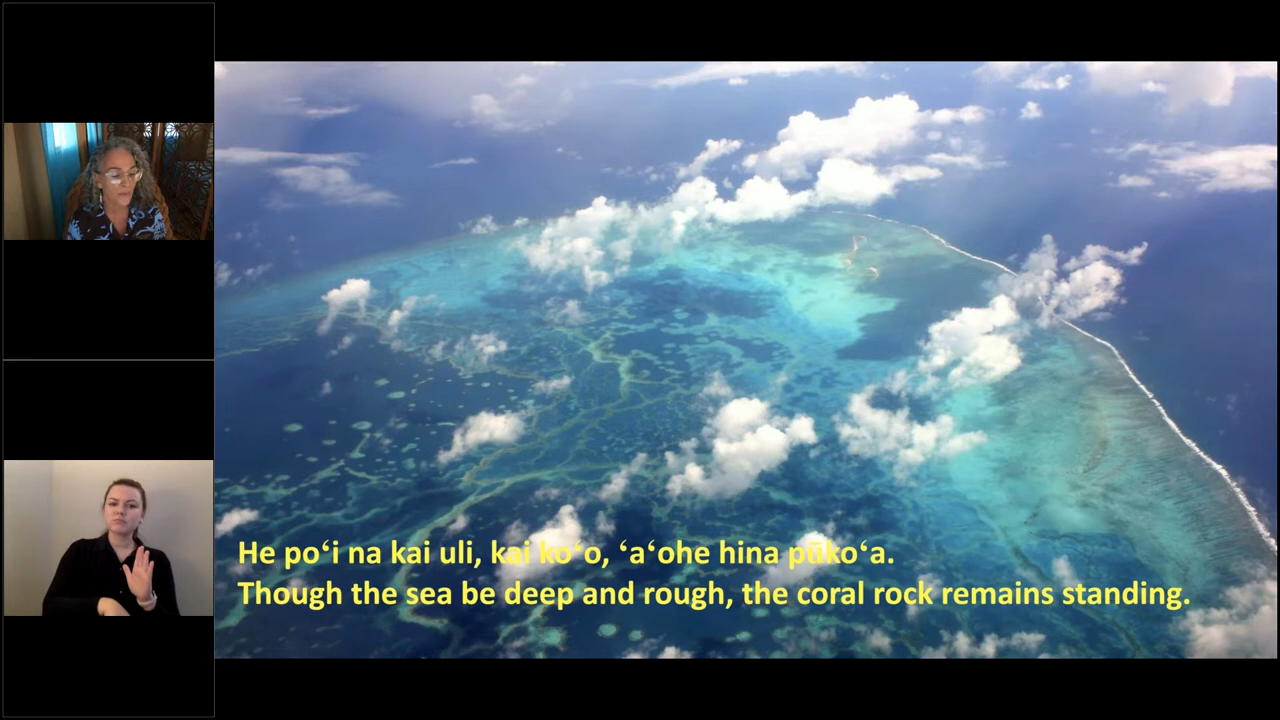 He poʻi na kai uli, kai koʻo, ʻaʻohe hina pūkoʻa.
Though the sea be deep and rough, the coral rock remains standing.